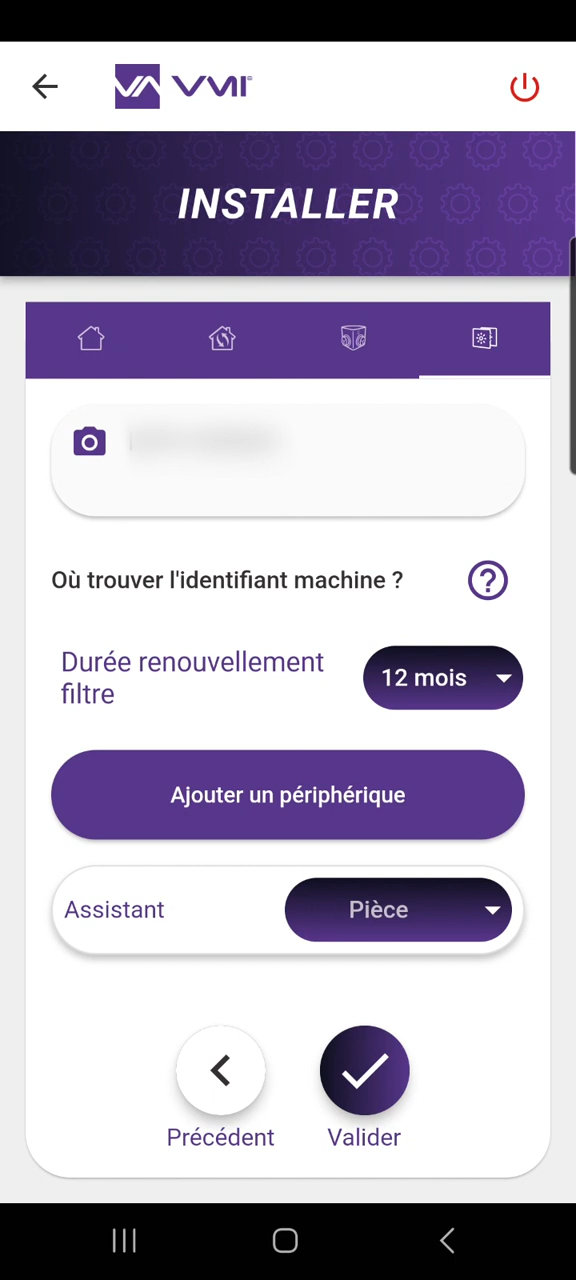 VMI
INSTALLER
Où trouver l'identifiant machine ?
Durée renouvellement
filtre
12 mois
Ajouter un périphérique
Assistant
Pièce
Précédent
Valider